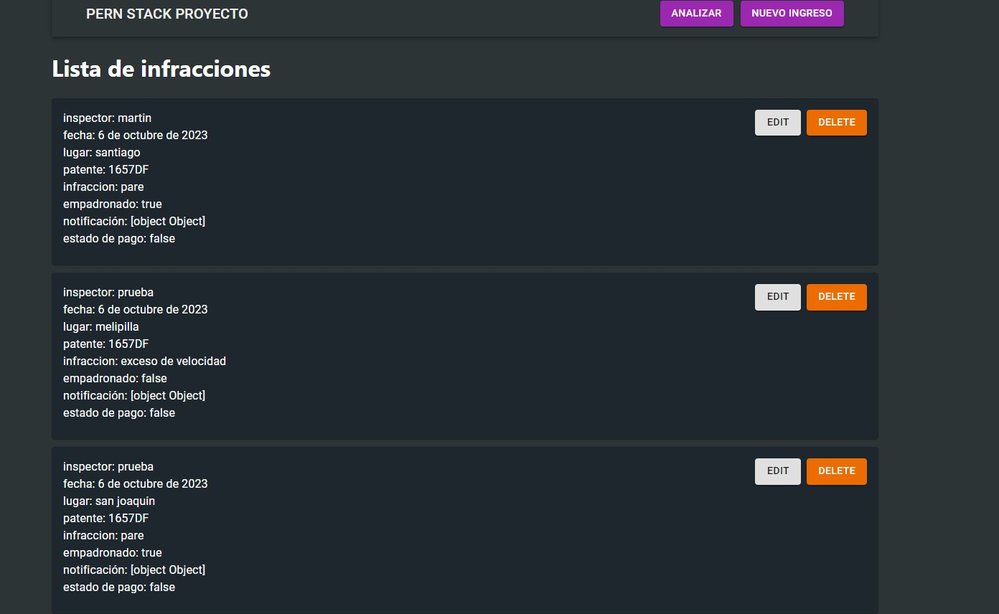 PERN STACK PROYECTO
ANALIZAR
NUEVO INGRESO
Lista de infracciones
inspector: martin
EDIT
DELETE
fecha: 6 de octubre de 2023
lugar: santiago
patente: 1657DF
infraccion: pare
empadronado: true
notificación: [object Object]
estado de pago: false
inspector: prueba
EDIT
DELETE
fecha: 6 de octubre de 2023
lugar: melipilla
patente: 1657DF
infraccion: exceso de velocidad
empadronado: false
notificación: [object Object]
estado de pago: false
inspector: prueba
EDIT
DELETE
fecha: 6 de octubre de 2023
lugar: san joaquin
patente: 1657DF
infraccion: pare
empadronado: true
notificación: [object Object]
estado de pago: false